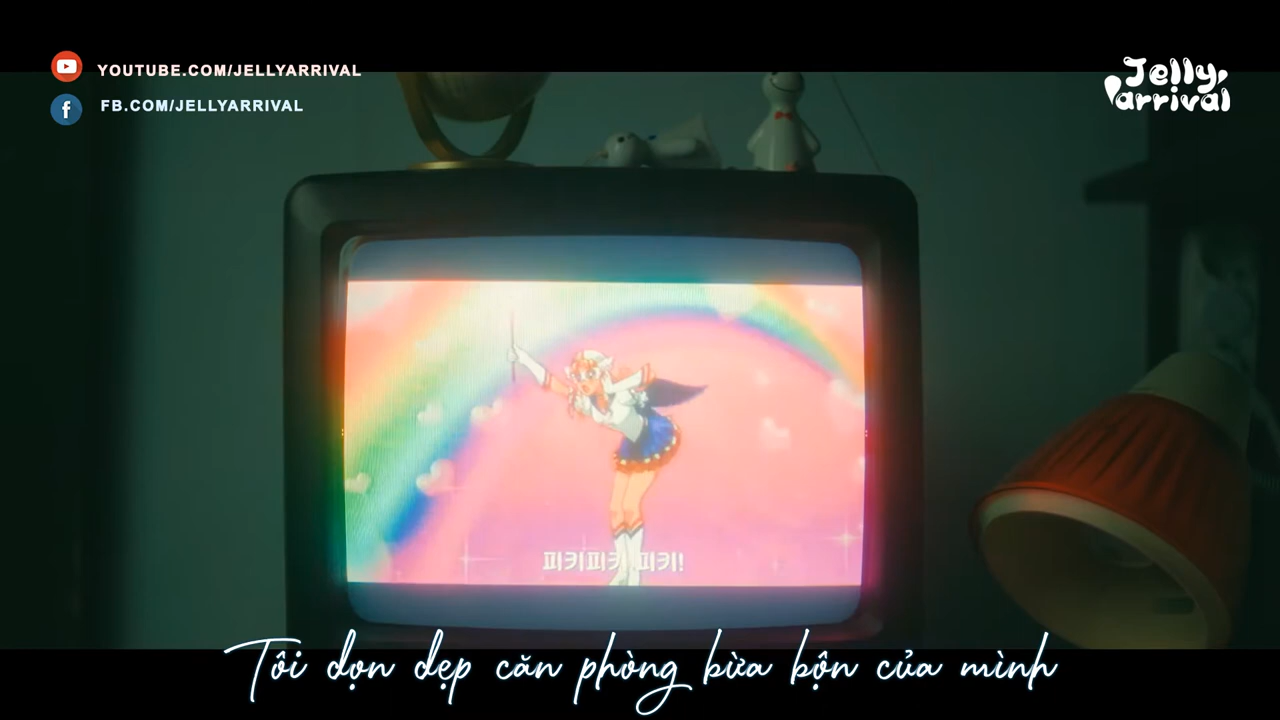 YOUTUBE.COM/JELLYARRIVAL
FB.COM/JELLYARRIVAL
Jelly
arrival
피키피키 피키!
Tôi dọn dẹp căn phòng bừa bộn của mình